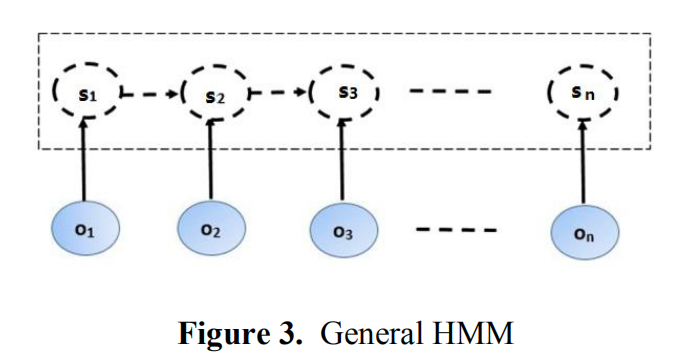 s1 s2 s3 sn
o1 o2 o3 on
Figure 3. General HMM